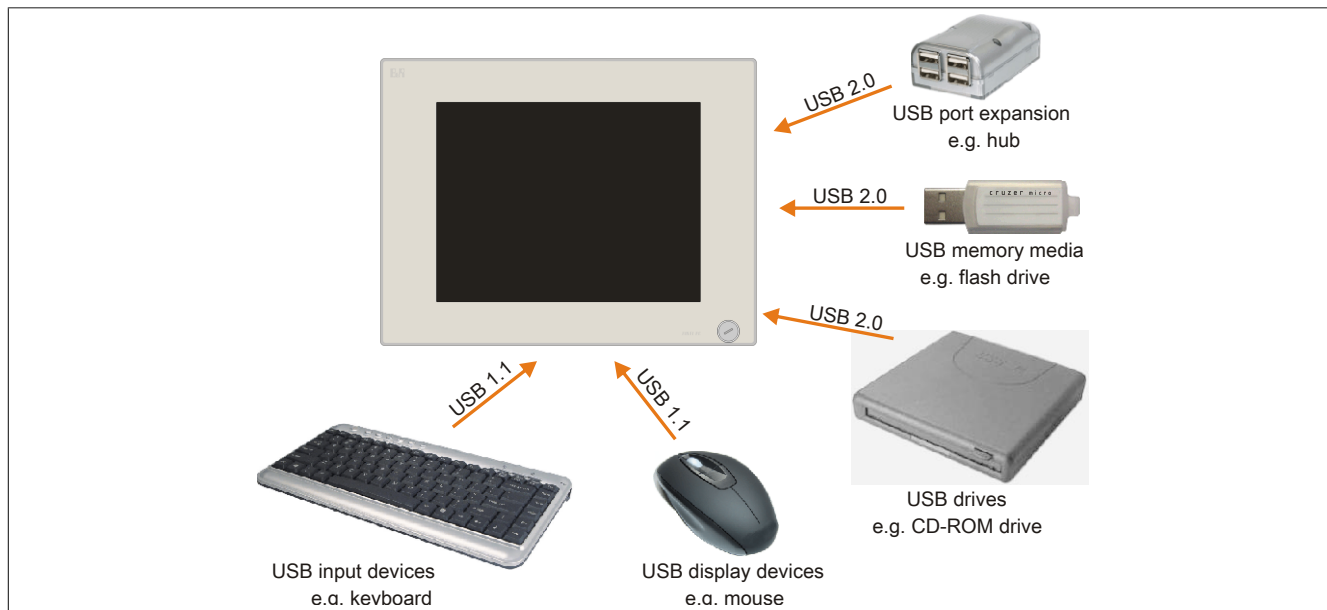 USB 2.0
USB port expansion
e.g. hub
USB 2.0
cruzer micro
USB memory media
e.g. flash drive
USB 2.0
USB drives
e.g. CD-ROM drive
USB 1.1
USB 1.1
USB input devices
e.g. keyboard
USB display devices
e.g. mouse